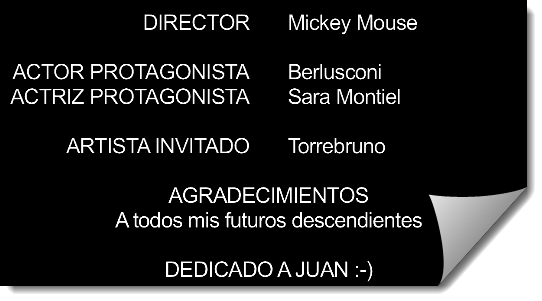 DIRECTOR Mickey Mouse
ACTOR PROTAGONISTA Berlusconi
ACTRIZ PROTAGONISTA Sara Montiel
ARTISTA INVITADO Torrebruno
AGRADECIMIENTOS
A todos mis futuros descendientes
DEDICADO A JUAN :-)